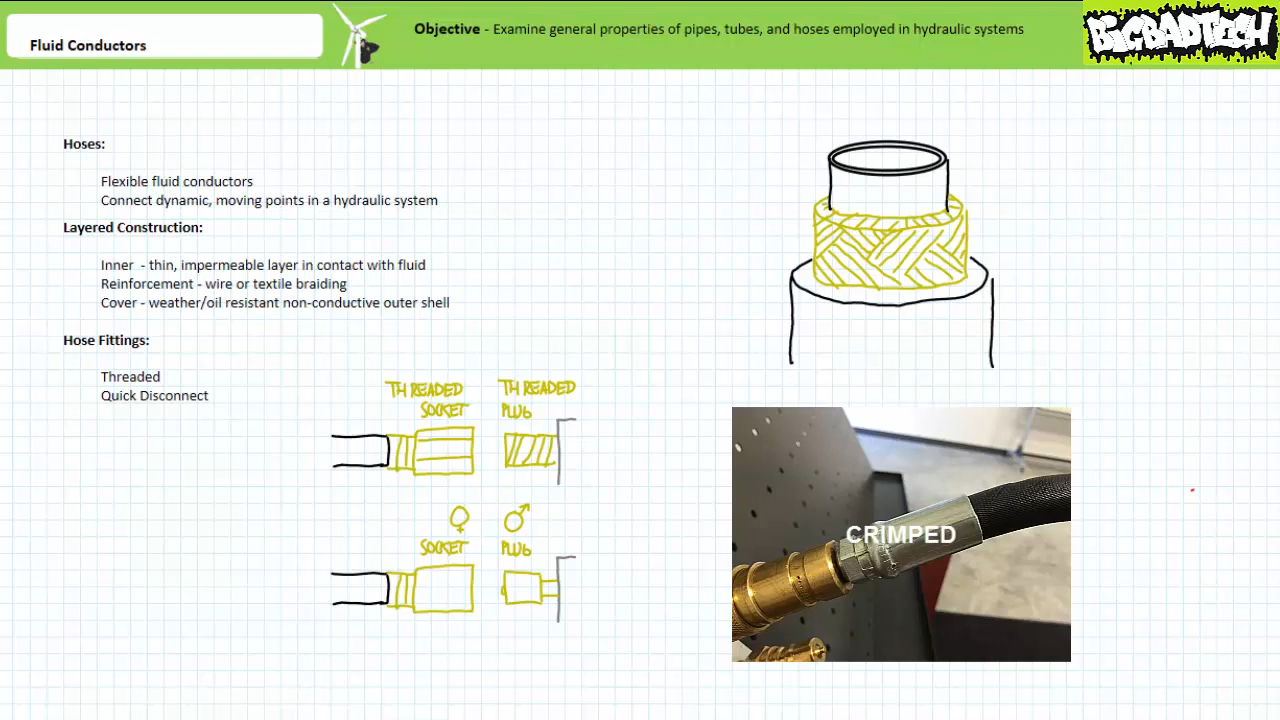 Fluid Conductors
Objective - Examine general properties of pipes, tubes, and hoses employed in hydraulic systems
BIGBADTECH
Hoses:
Flexible fluid conductors
Connect dynamic, moving points in a hydraulic system
Layered Construction:
Inner - thin, impermeable layer in contact with fluid
Reinforcement - wire or textile braiding
Cover - weather/oil resistant non-conductive outer shell
Hose Fittings:
Threaded
Quick Disconnect
THREADED THREADED
SOCKET PLUG
♀ ♂
SOCKET PLUG
CRIMPED